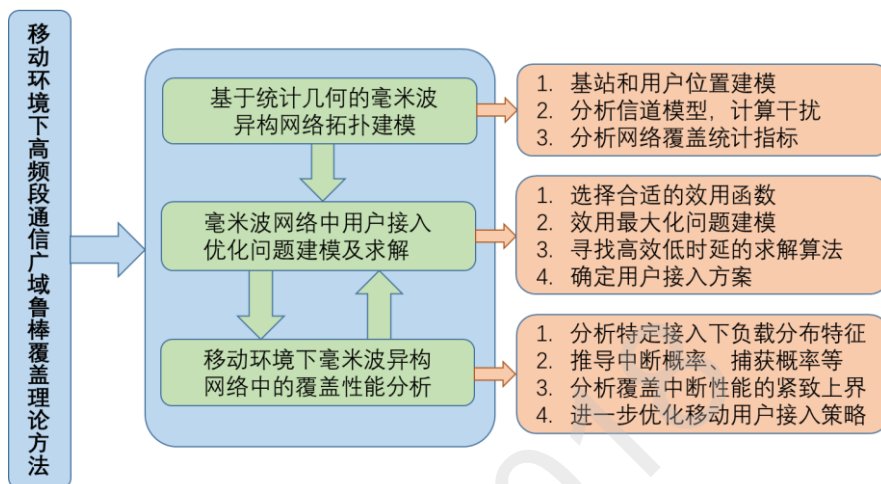 移动环境下高频段通信广域鲁棒覆盖理论方法
基于统计几何的毫米波
异构网络拓扑建模
1. 基站和用户位置建模
2. 分析信道模型，计算干扰
3. 分析网络覆盖统计指标
毫米波网络中用户接入
优化问题建模及求解
1. 选择合适的效用函数
2. 效用最大化问题建模
3. 寻找高效低时延的求解算法
4. 确定用户接入方案
移动环境下毫米波异构
网络中的覆盖性能分析
1. 分析特定接入下负载分布特征
2. 推导中断概率、捕获概率等
3. 分析覆盖中断性能的紧致上界
4. 进一步优化移动用户接入策略